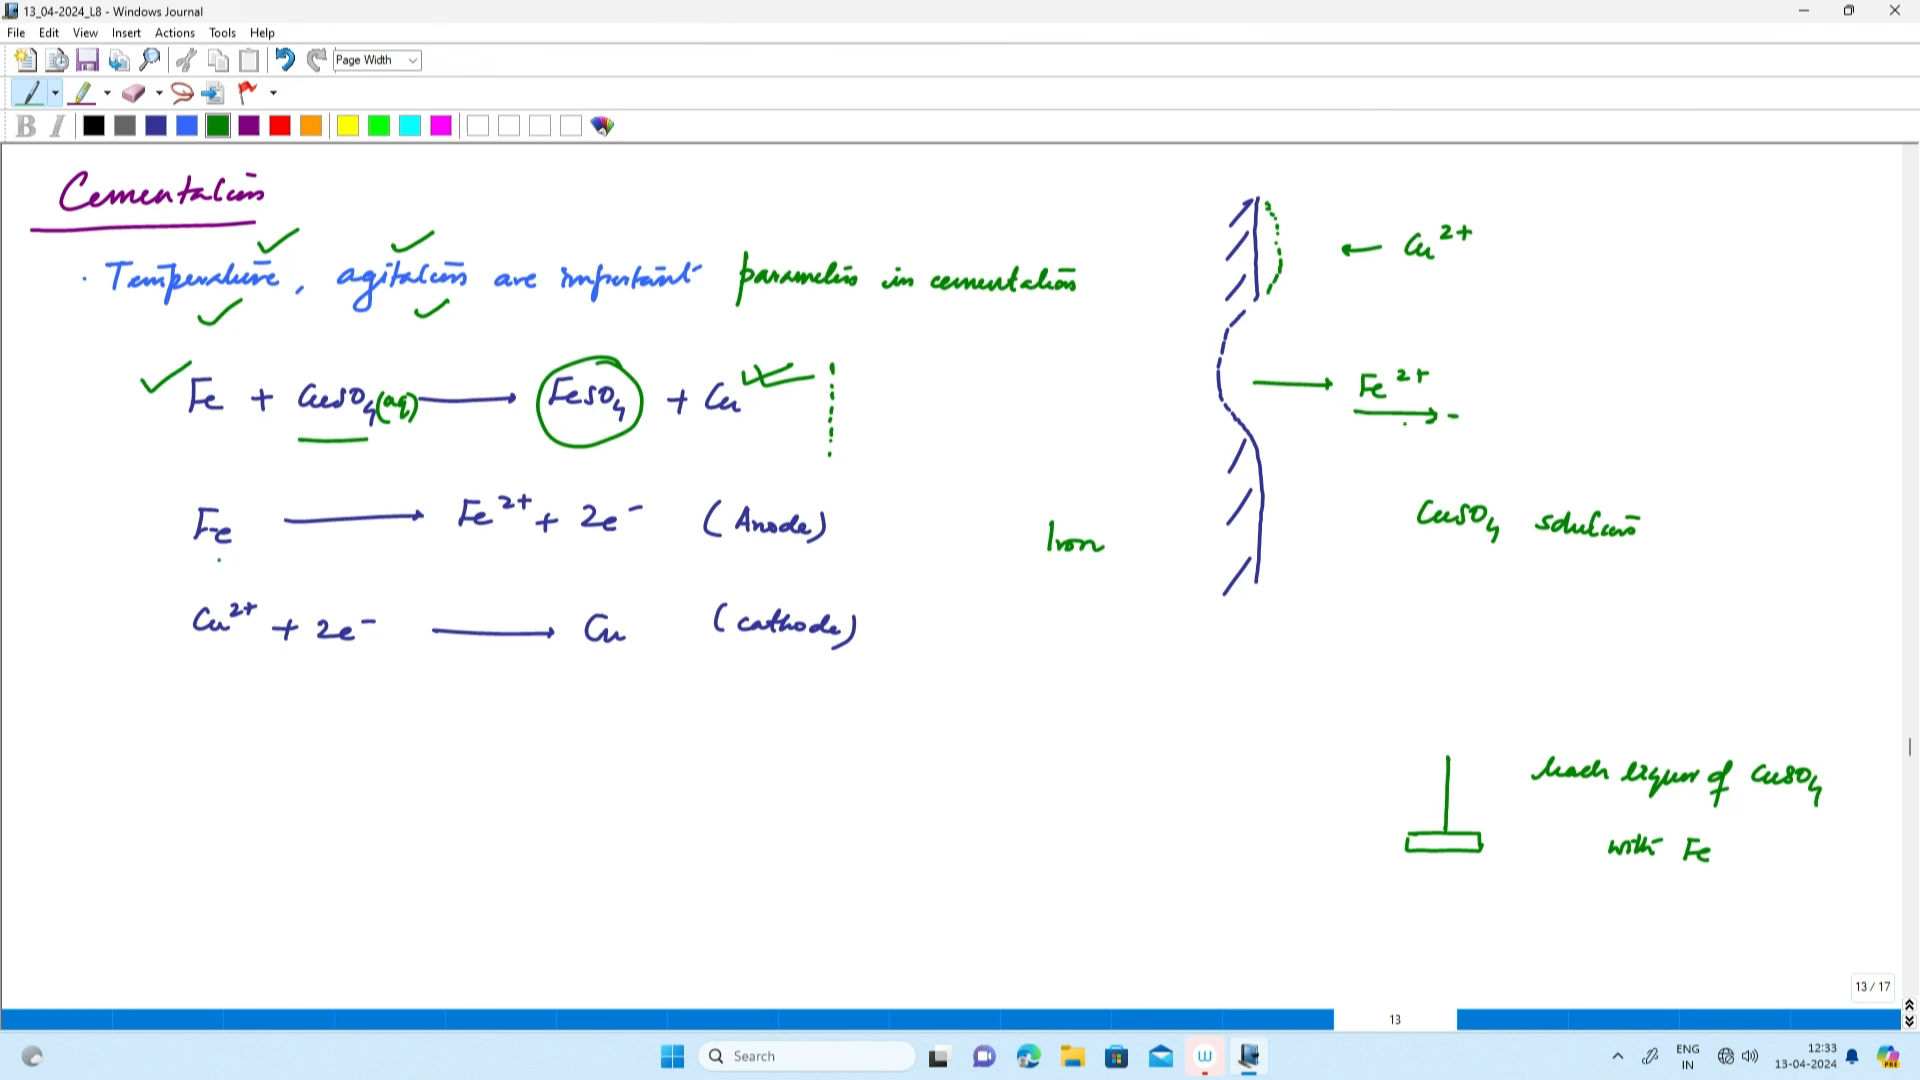 13_04-2024_L8 - Windows Journal
File Edit View Insert Actions Tools Help
Page Width
B I
Cementation
· Temperature, agitation are important parameters in cementation
Fe + CuSO4(aq) → FeSO4 + Cu
Fe → Fe2+ + 2e- (Anode)
Cu2+ + 2e- → Cu (cathode)
← Cu2+
→ Fe2+
Iron
CuSO4 solution
leach liquor of CuSO4
with Fe
13 / 17
13
Search
ENG
IN
12:33
13-04-2024